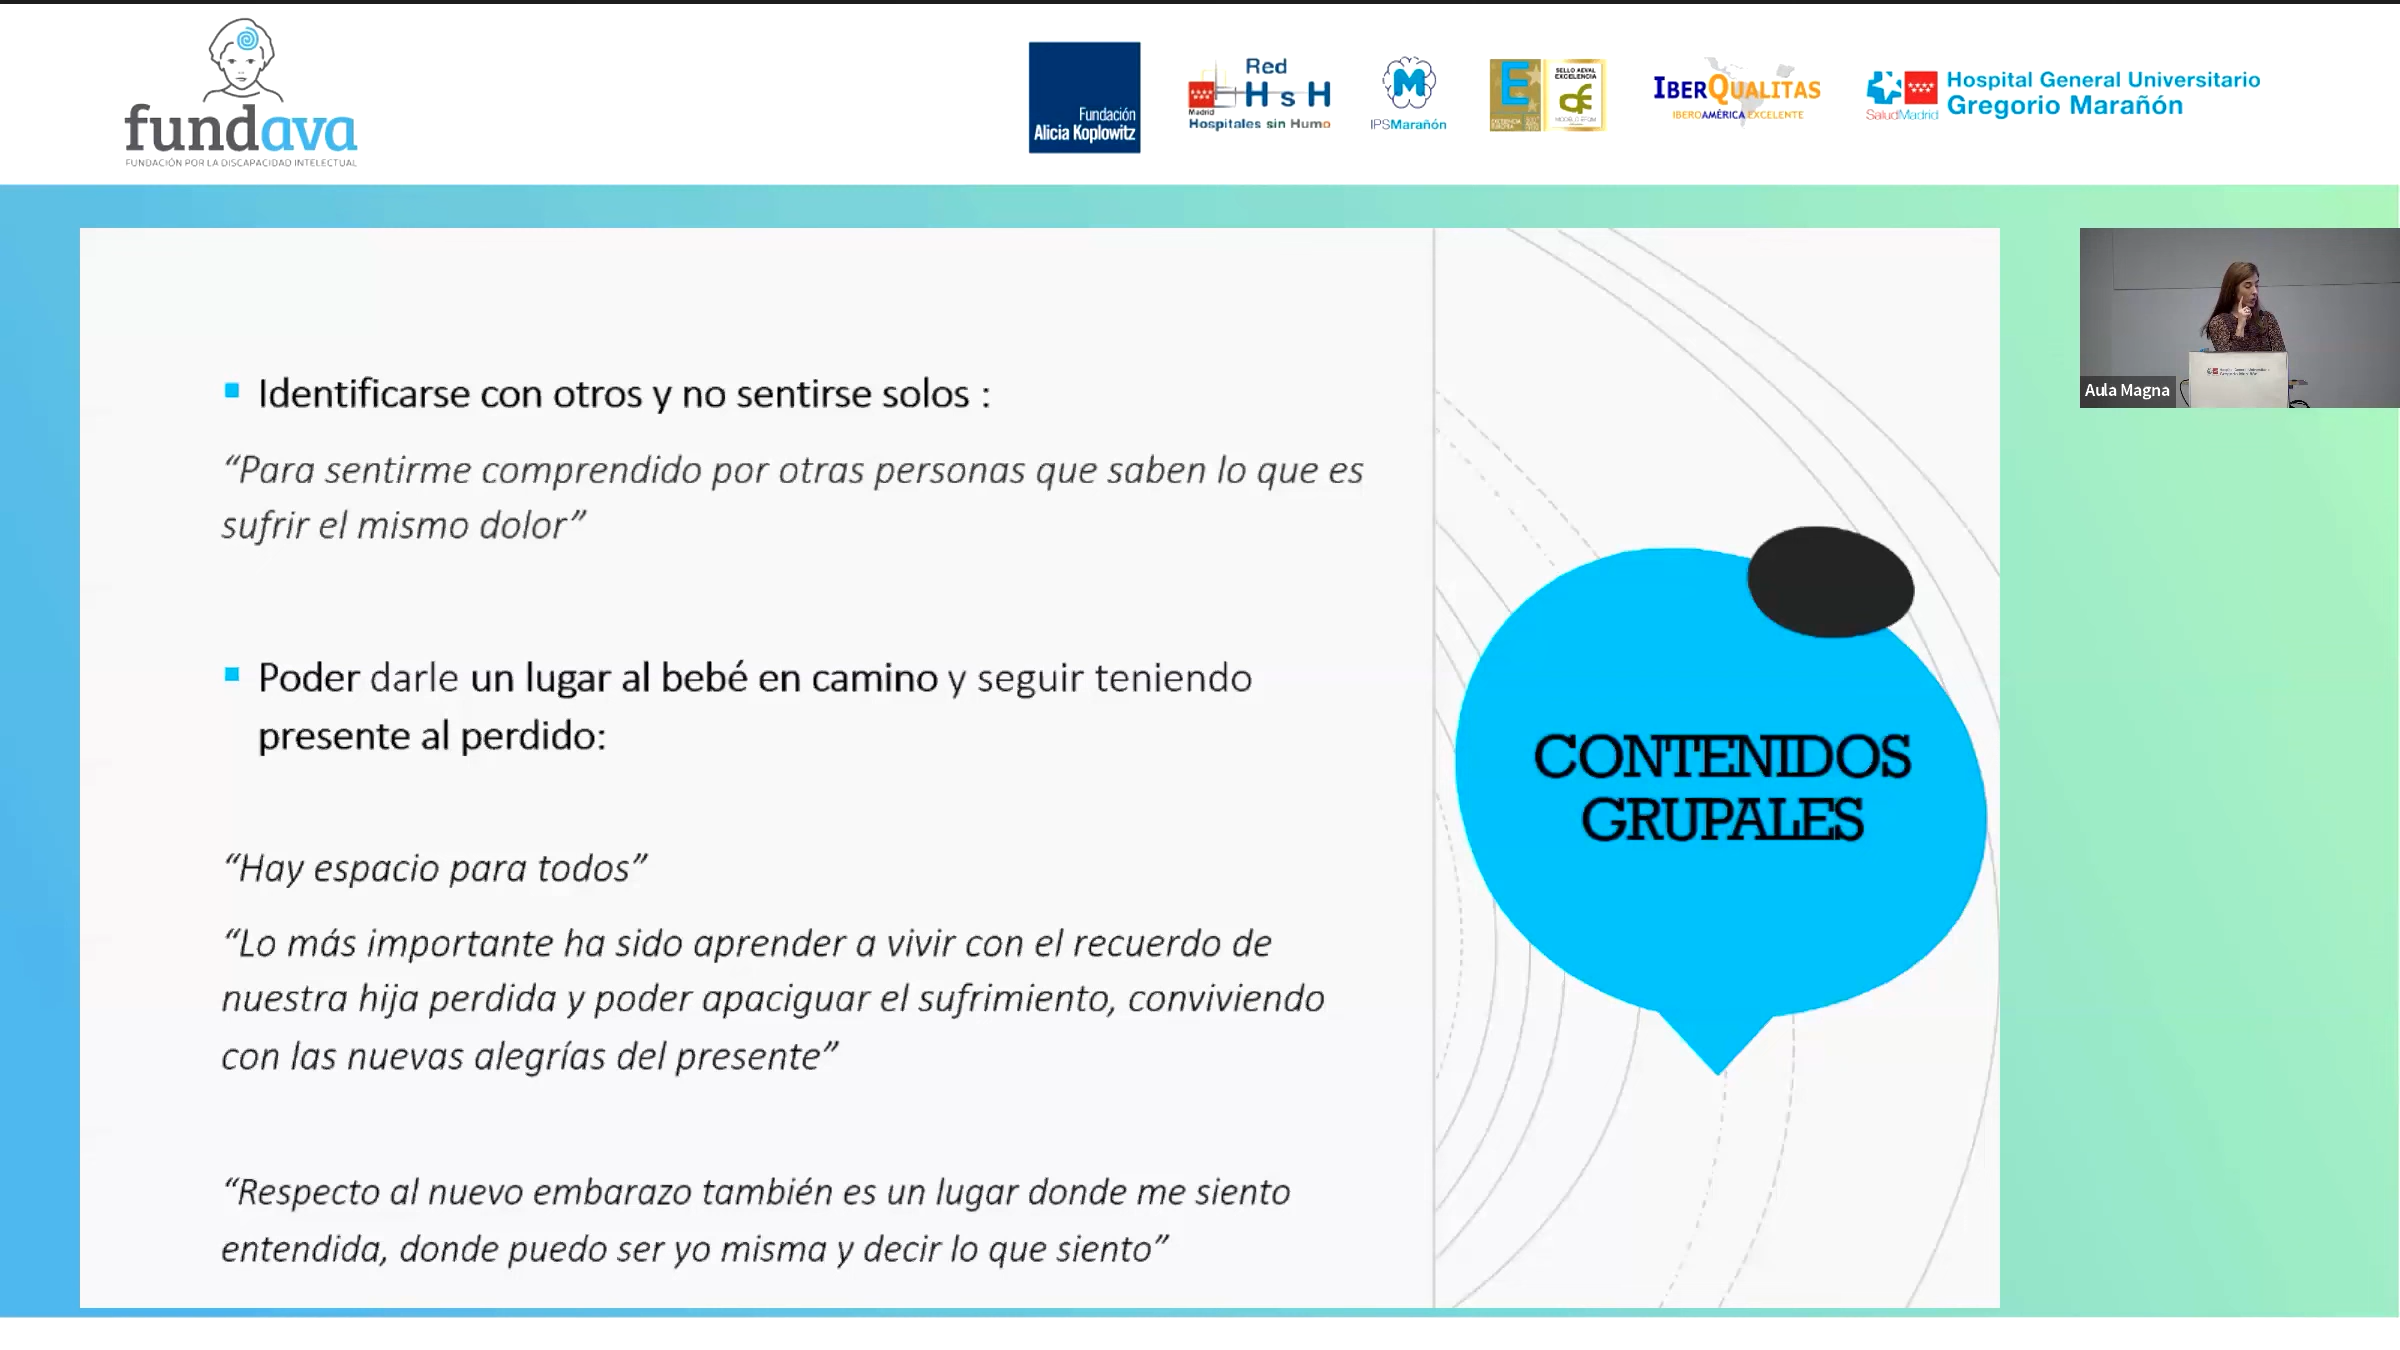 fundava
FUNDACIÓN POR LA DISCAPACIDAD INTELECTUAL
Fundación
Alicia Koplowitz
Red
HsH
Madrid
Hospitales sin Humo
M
IPSMarañón
E
SELLO AEVAL
EXCELENCIA
IBERQUALITAS
IBEROAMÉRICA EXCELENTE
SaludMadrid
Hospital General Universitario
Gregorio Marañón
Aula Magna
Identificarse con otros y no sentirse solos :
“Para sentirme comprendido por otras personas que saben lo que es
sufrir el mismo dolor”
Poder darle un lugar al bebé en camino y seguir teniendo
presente al perdido:
“Hay espacio para todos”
“Lo más importante ha sido aprender a vivir con el recuerdo de
nuestra hija perdida y poder apaciguar el sufrimiento, conviviendo
con las nuevas alegrías del presente”
“Respecto al nuevo embarazo también es un lugar donde me siento
entendida, donde puedo ser yo misma y decir lo que siento”
CONTENIDOS
GRUPALES